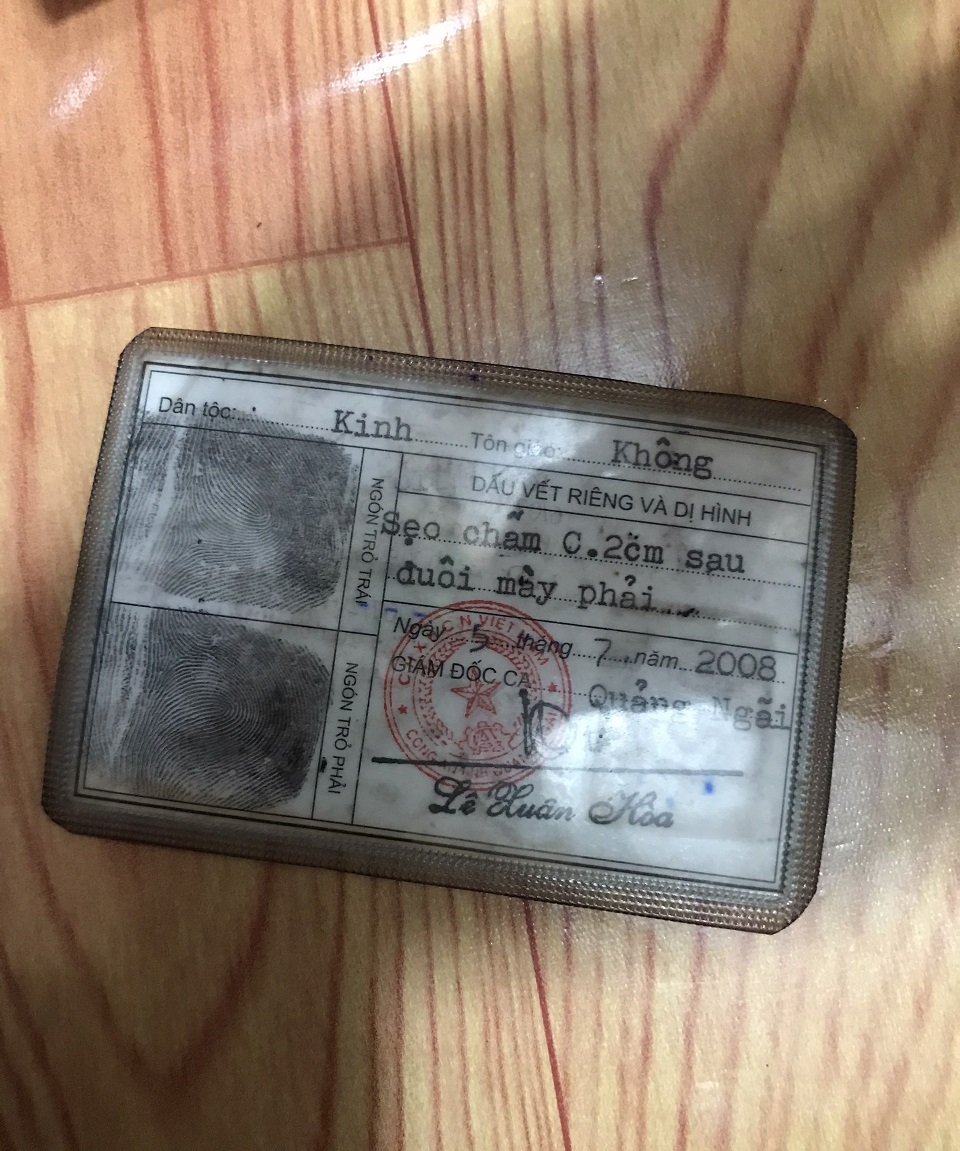 Dân tộc: Kinh Tôn giáo: Không
DẤU VẾT RIÊNG VÀ DỊ HÌNH
Sẹo chấm C.2cm sau
đuôi mày phải
NGÓN TRỎ TRÁI
NGÓN TRỎ PHẢI
Ngày 5 tháng 7 năm 2008
GIÁM ĐỐC CA
Quảng Ngãi
Lê Xuân Hòa